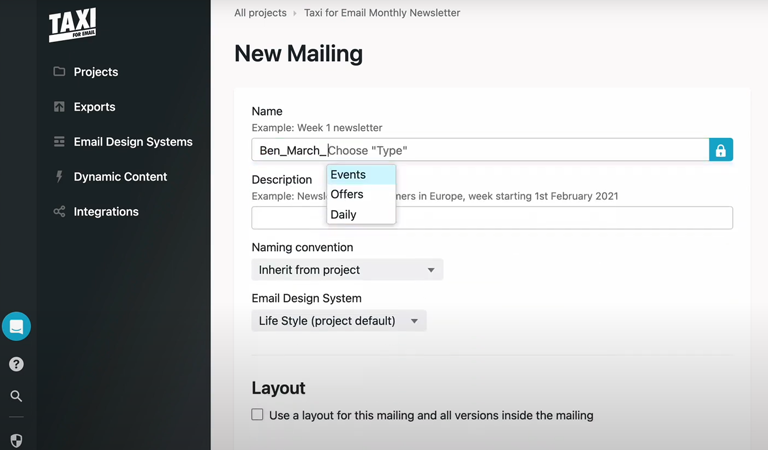 TAXI
FOR EMAIL
Projects
Exports
Email Design Systems
Dynamic Content
Integrations
All projects › Taxi for Email Monthly Newsletter
New Mailing
Name
Example: Week 1 newsletter
Ben_March_Choose "Type"
Events
Offers
Daily
Description
Example: Newsl mers in Europe, week starting 1st February 2021
Naming convention
Inherit from project
Email Design System
Life Style (project default)
Layout
Use a layout for this mailing and all versions inside the mailing